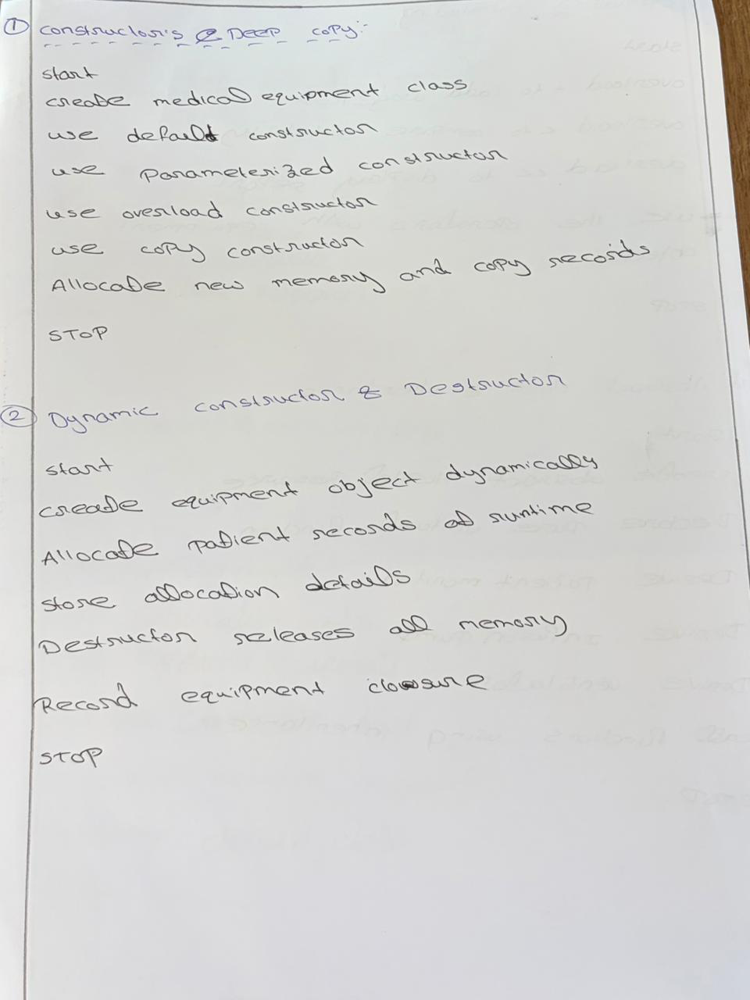 ① Constructor's & Deep copy:-
start
create medical equipment class
use default constructor
use Parameterized constructor
use overload constructor
use copy constructor
Allocate new memory and copy records
STOP
② Dynamic constructor & Destructor
start
create equipment object dynamically
Allocate patient records at runtime
store allocation details
Destructor releases all memory
Record equipment closure
STOP